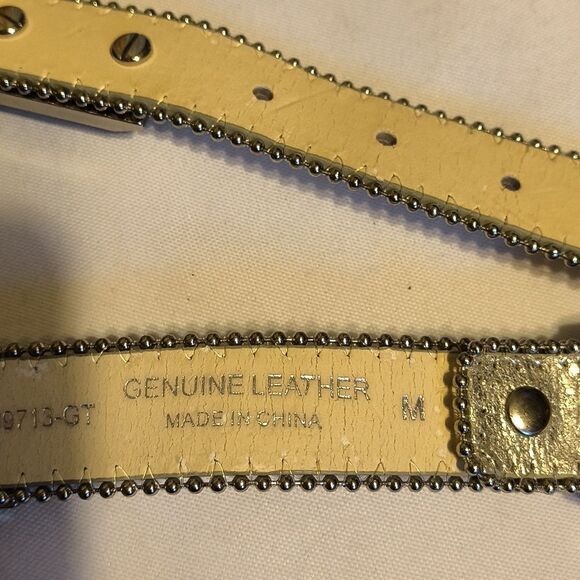 9713-GT
GENUINE LEATHER
MADE IN CHINA
M